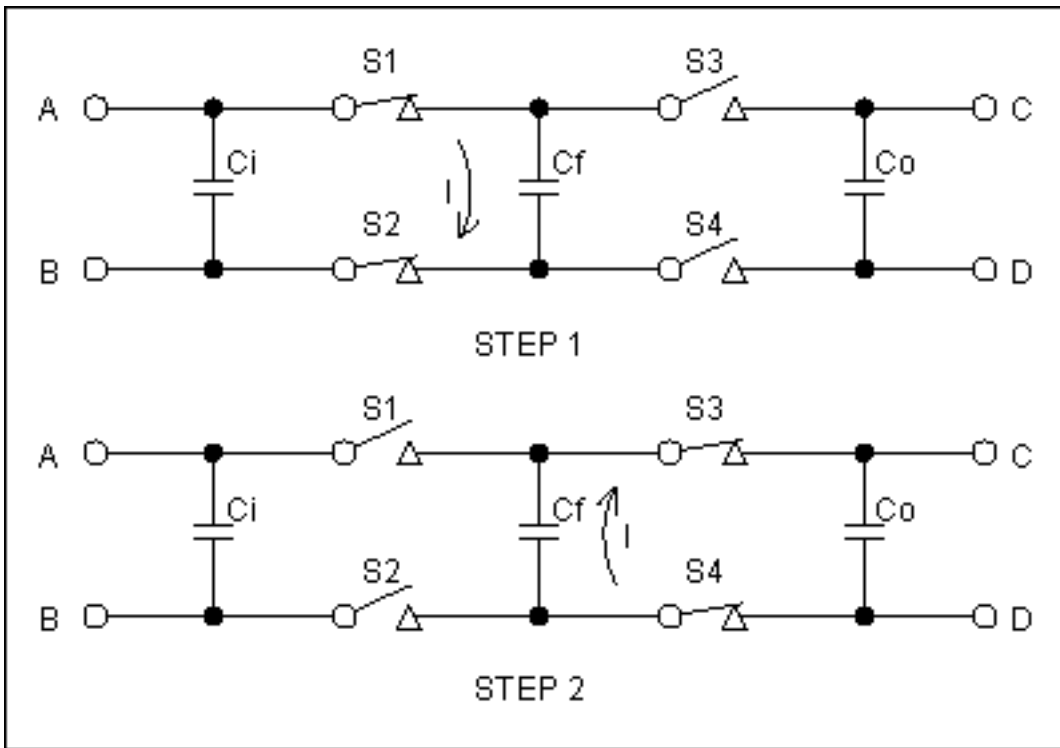 S1 S3
A C
Ci Cf Co
I
S2 S4
B D
STEP 1
S1 S3
A C
Ci Cf Co
I
S2 S4
B D
STEP 2